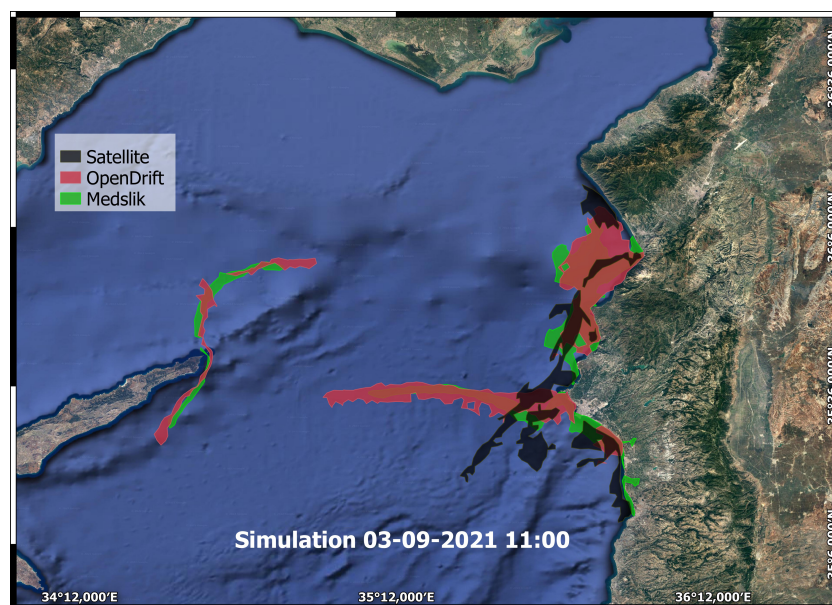 Satellite
OpenDrift
Medslik
Simulation 03-09-2021 11:00
34°12,000′E
35°12,000′E
36°12,000′E